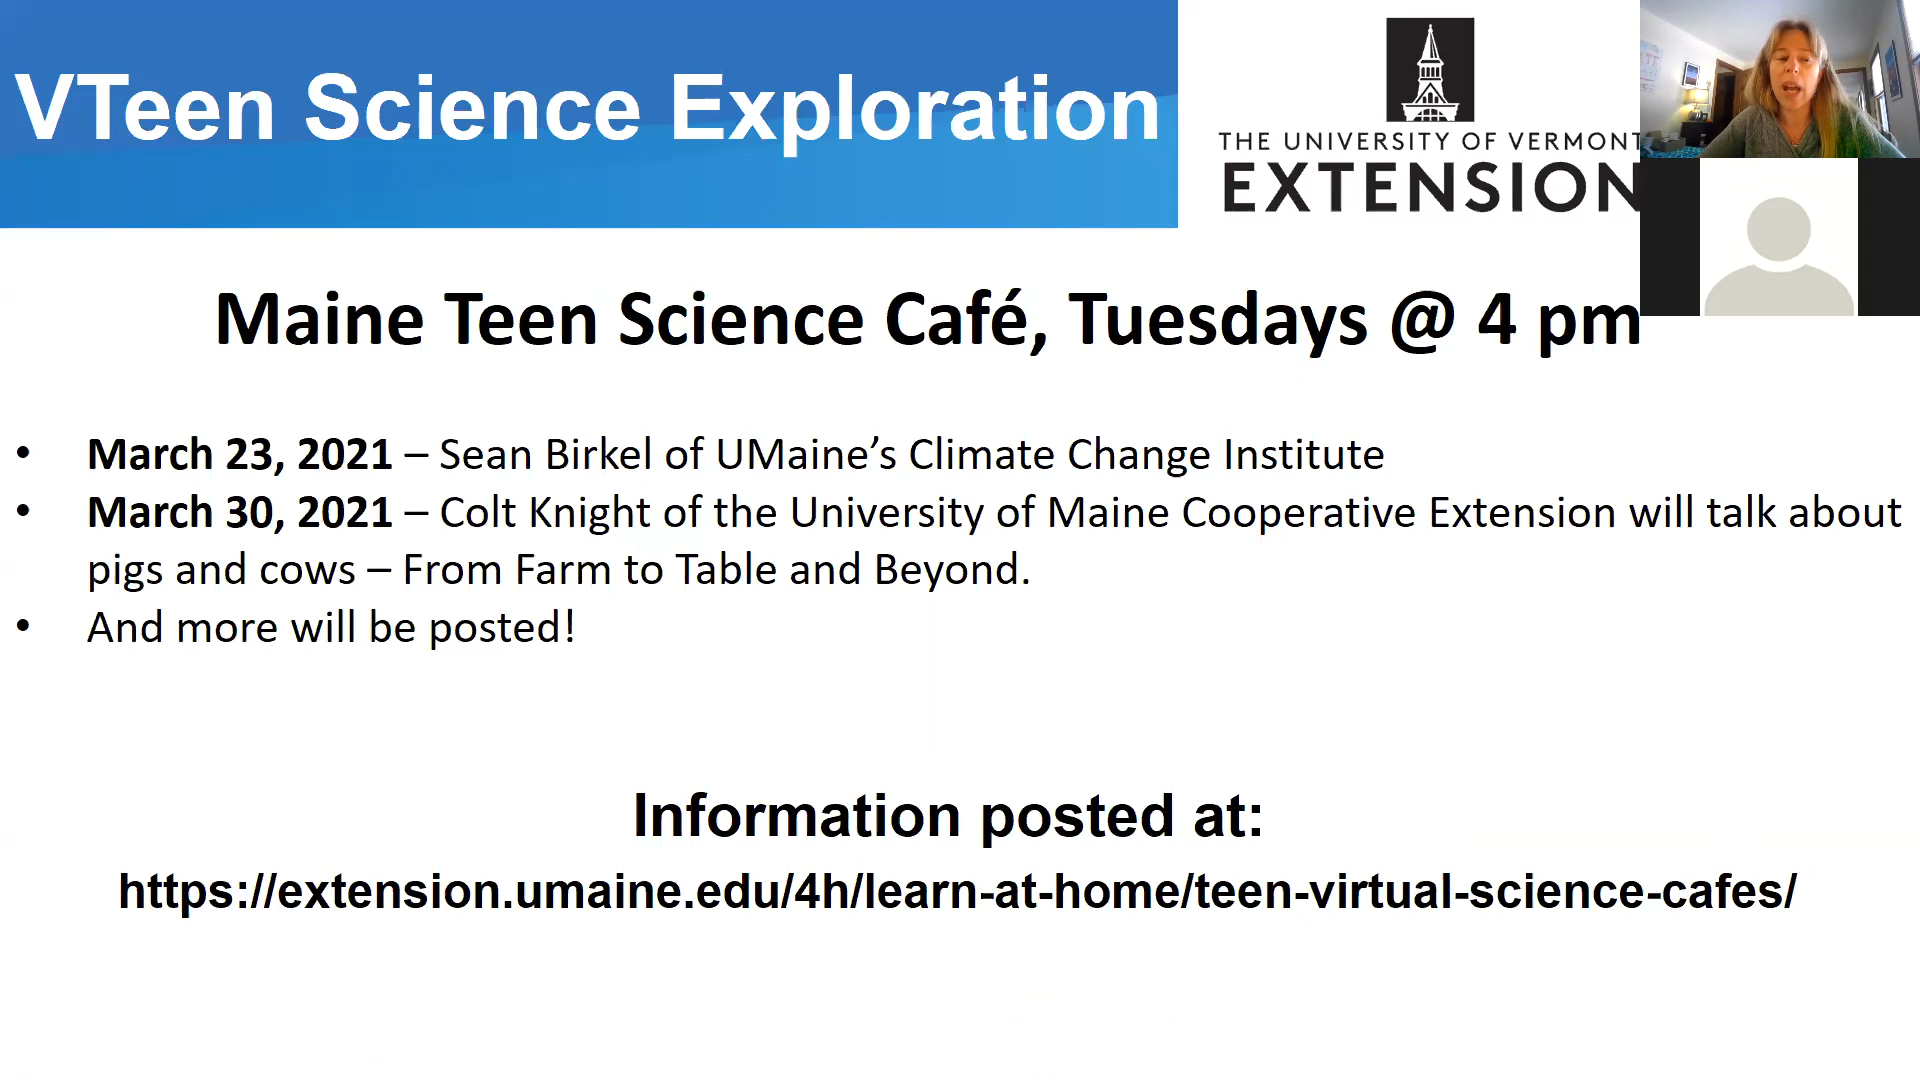 VTeen Science Exploration
THE UNIVERSITY OF VERMONT
EXTENSION
Maine Teen Science Café, Tuesdays @ 4 pm
• March 23, 2021 – Sean Birkel of UMaine’s Climate Change Institute
• March 30, 2021 – Colt Knight of the University of Maine Cooperative Extension will talk about
pigs and cows – From Farm to Table and Beyond.
• And more will be posted!
Information posted at:
https://extension.umaine.edu/4h/learn-at-home/teen-virtual-science-cafes/